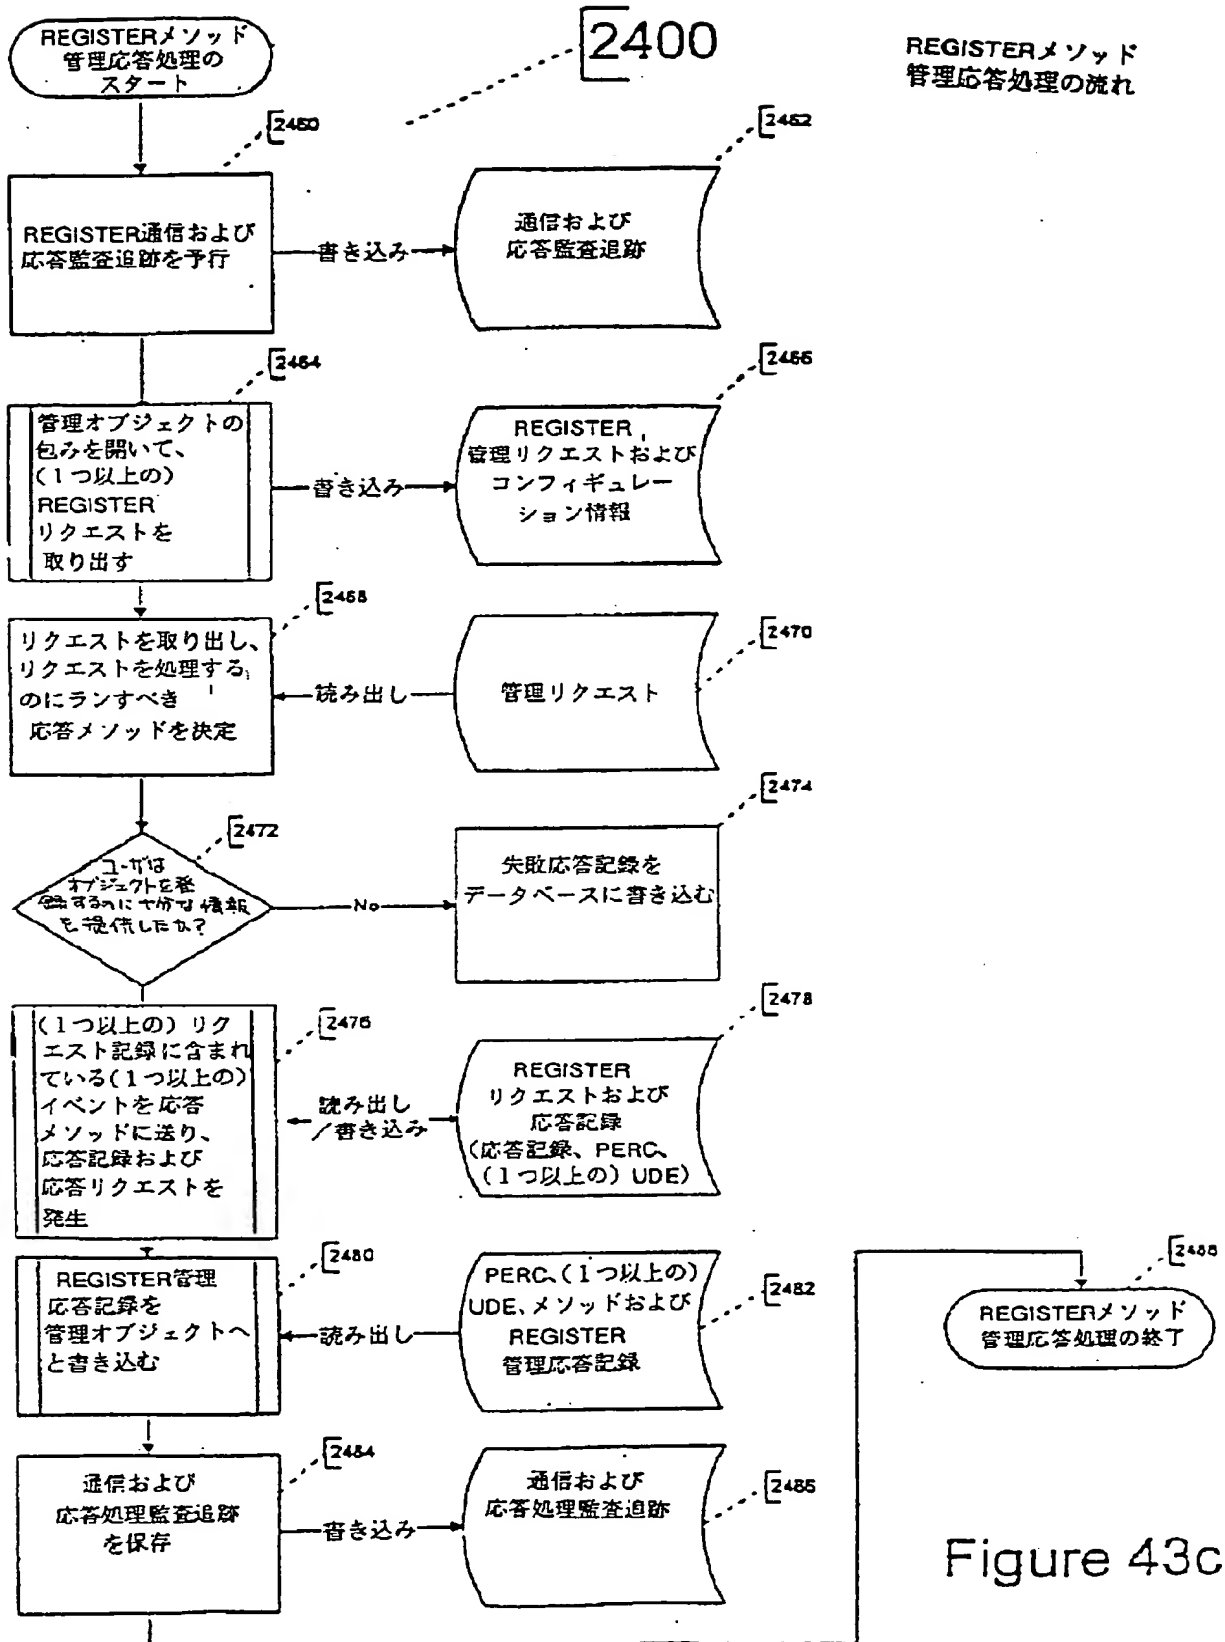 REGISTERメソッド
管理応答処理の
スタート
2400
REGISTERメソッド
管理応答処理の流れ
2460
2462
REGISTER通信および
応答監査追跡を予行
書き込み
通信および
応答監査追跡
2464
2466
管理オブジェクトの
包みを開いて、
(1つ以上の)
REGISTER
リクエストを
取り出す
書き込み
REGISTER
管理リクエストおよび
コンフィギュレー
ション情報
2468
2470
リクエストを取り出し、
リクエストを処理する
のにランすべき
応答メソッドを決定
読み出し
管理リクエスト
2472
2474
ユーザは
オブジェクトを登
録するのに十分な情報
を提供したか?
No
失敗応答記録を
データベースに書き込む
2476
2478
(1つ以上の)リク
エスト記録に含まれ
ている(1つ以上の)
イベントを応答
メソッドに送り、
応答記録および
応答リクエストを
発生
読み出し
/書き込み
REGISTER
リクエストおよび
応答記録
(応答記録、PERC、
(1つ以上の)UDE)
2480
2482
REGISTER管理
応答記録を
管理オブジェクトへ
と書き込む
読み出し
PERC、(1つ以上の)
UDE、メソッドおよび
REGISTER
管理応答記録
2488
REGISTERメソッド
管理応答処理の終了
2484
2486
通信および
応答処理監査追跡
を保存
書き込み
通信および
応答処理監査追跡
Figure 43c